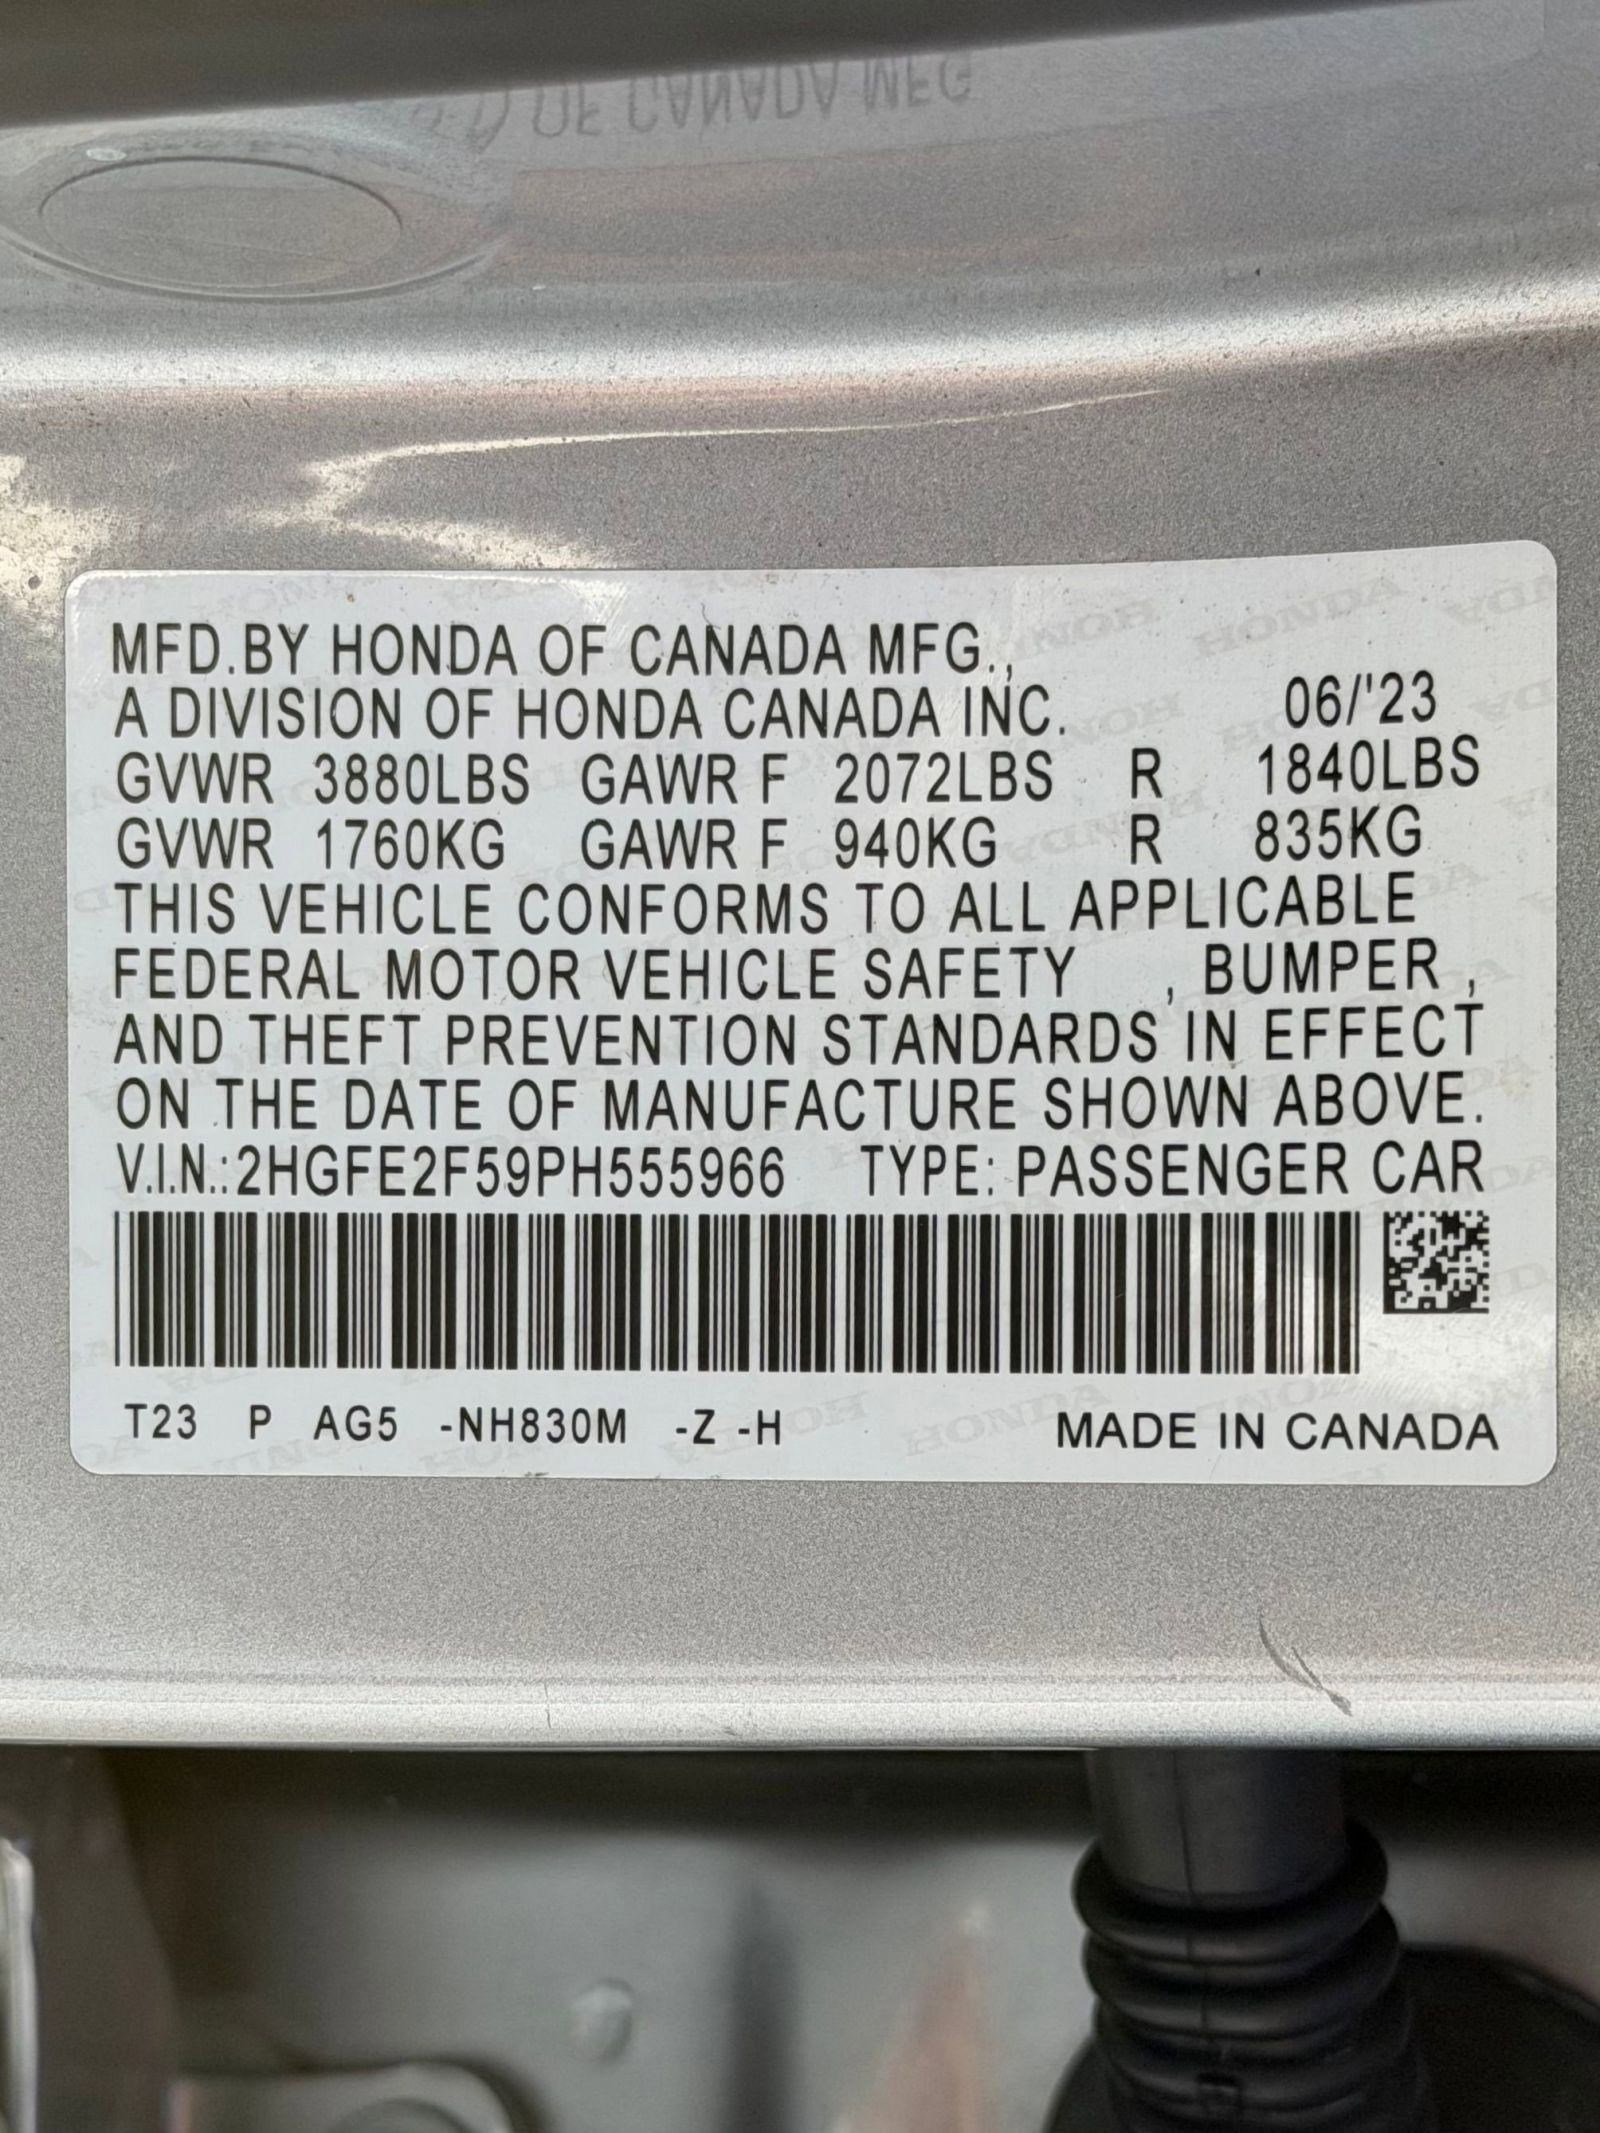 MFD.BY HONDA OF CANADA MFG.,
A DIVISION OF HONDA CANADA INC. 06/'23
GVWR 3880LBS GAWR F 2072LBS R 1840LBS
GVWR 1760KG GAWR F 940KG R 835KG
THIS VEHICLE CONFORMS TO ALL APPLICABLE
FEDERAL MOTOR VEHICLE SAFETY , BUMPER ,
AND THEFT PREVENTION STANDARDS IN EFFECT
ON THE DATE OF MANUFACTURE SHOWN ABOVE.
V.I.N.:2HGFE2F59PH555966 TYPE: PASSENGER CAR
T23 P AG5 -NH830M -Z -H MADE IN CANADA